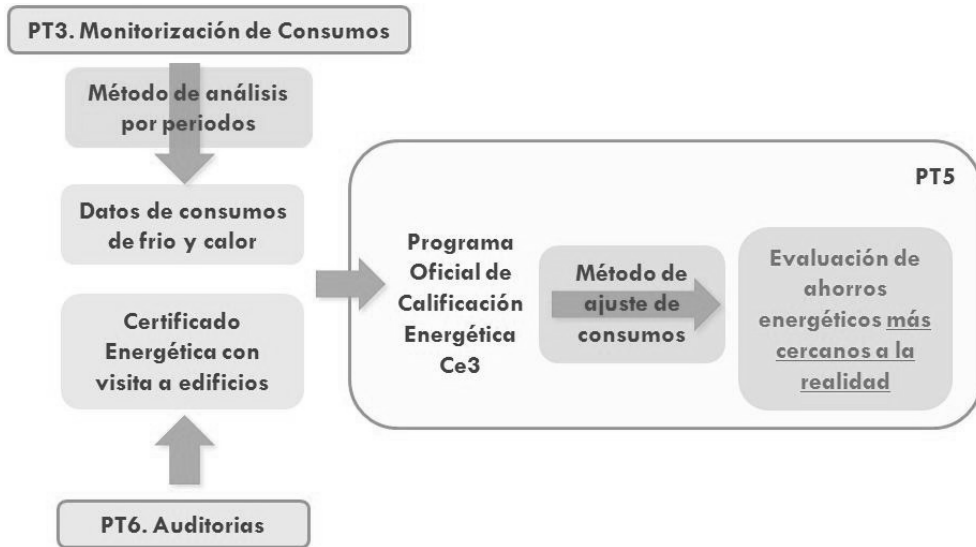 PT3. Monitorización de Consumos
Método de análisis
por periodos
Datos de consumos
de frio y calor
Certificado
Energética con
visita a edificios
PT6. Auditorias
PT5
Programa
Oficial de
Calificación
Energética
Ce3
Método de
ajuste de
consumos
Evaluación de
ahorros
energéticos más
cercanos a la
realidad